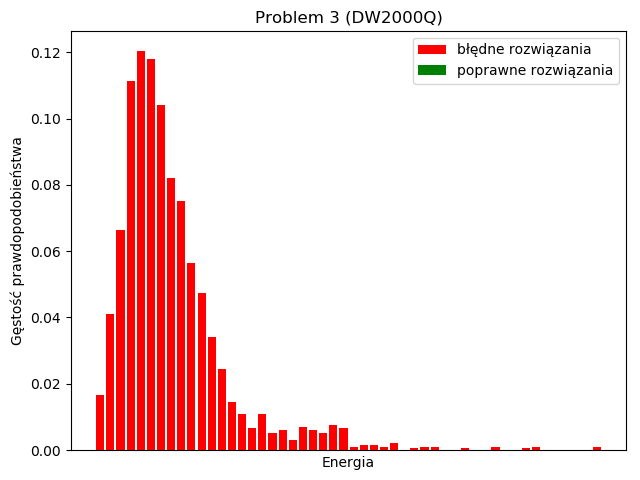 Problem 3 (DW2000Q)
błędne rozwiązania
poprawne rozwiązania
0.12
0.10
0.08
0.06
0.04
0.02
0.00
Gęstość prawdopodobieństwa
Energia